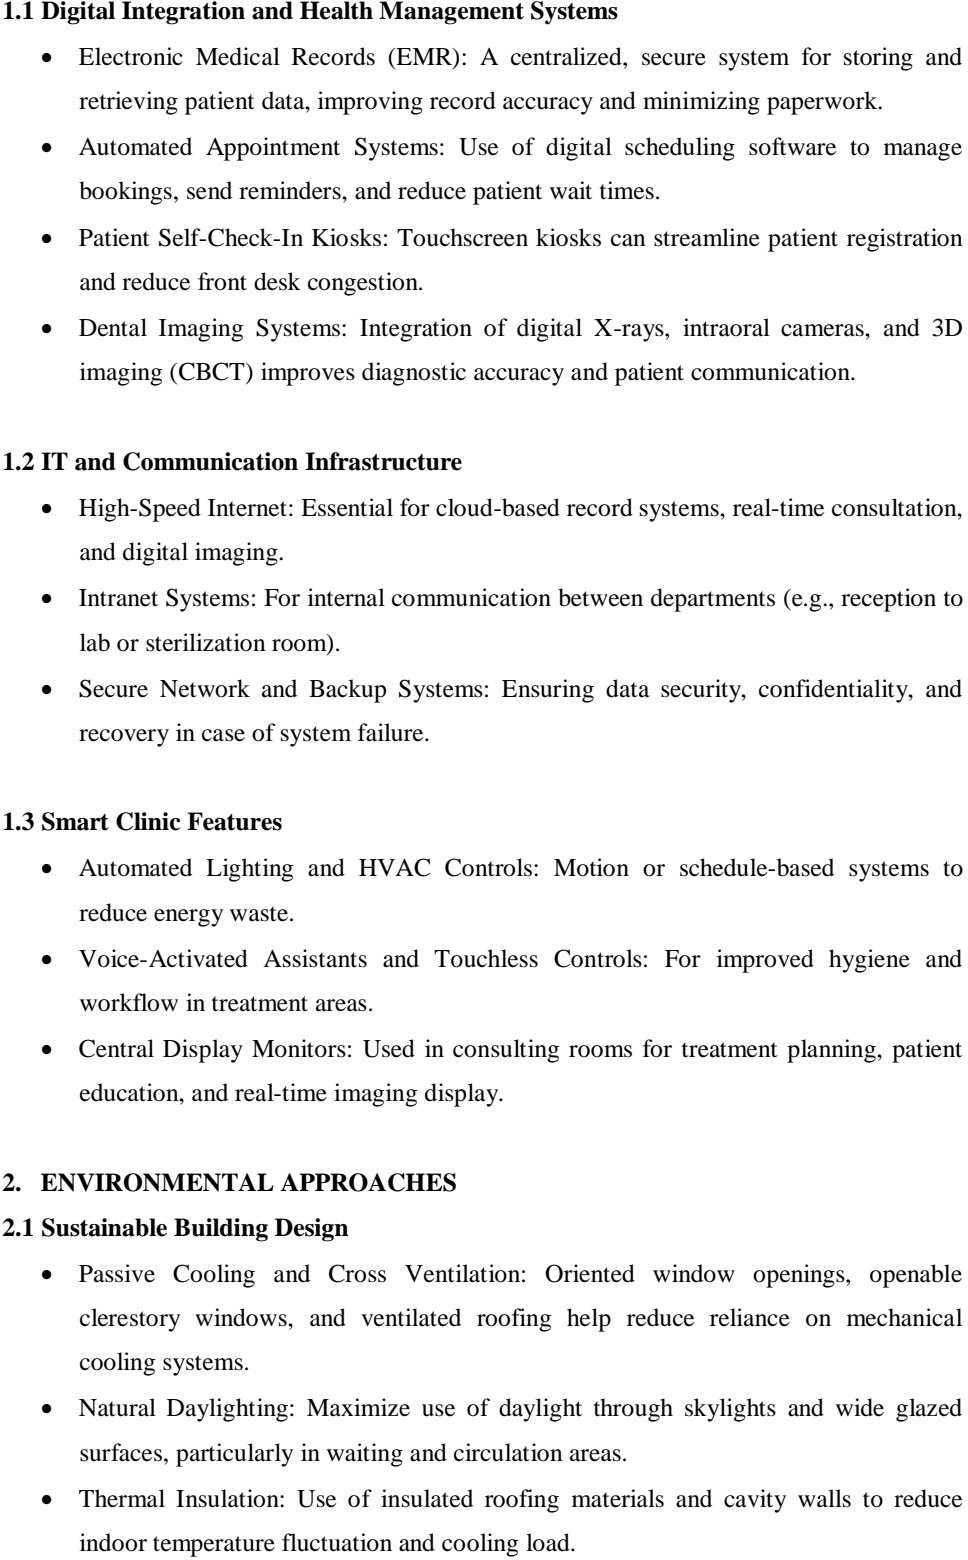 1.1 Digital Integration and Health Management Systems
• Electronic Medical Records (EMR): A centralized, secure system for storing and
retrieving patient data, improving record accuracy and minimizing paperwork.
• Automated Appointment Systems: Use of digital scheduling software to manage
bookings, send reminders, and reduce patient wait times.
• Patient Self-Check-In Kiosks: Touchscreen kiosks can streamline patient registration
and reduce front desk congestion.
• Dental Imaging Systems: Integration of digital X-rays, intraoral cameras, and 3D
imaging (CBCT) improves diagnostic accuracy and patient communication.
1.2 IT and Communication Infrastructure
• High-Speed Internet: Essential for cloud-based record systems, real-time consultation,
and digital imaging.
• Intranet Systems: For internal communication between departments (e.g., reception to
lab or sterilization room).
• Secure Network and Backup Systems: Ensuring data security, confidentiality, and
recovery in case of system failure.
1.3 Smart Clinic Features
• Automated Lighting and HVAC Controls: Motion or schedule-based systems to
reduce energy waste.
• Voice-Activated Assistants and Touchless Controls: For improved hygiene and
workflow in treatment areas.
• Central Display Monitors: Used in consulting rooms for treatment planning, patient
education, and real-time imaging display.
2. ENVIRONMENTAL APPROACHES
2.1 Sustainable Building Design
• Passive Cooling and Cross Ventilation: Oriented window openings, openable
clerestory windows, and ventilated roofing help reduce reliance on mechanical
cooling systems.
• Natural Daylighting: Maximize use of daylight through skylights and wide glazed
surfaces, particularly in waiting and circulation areas.
• Thermal Insulation: Use of insulated roofing materials and cavity walls to reduce
indoor temperature fluctuation and cooling load.